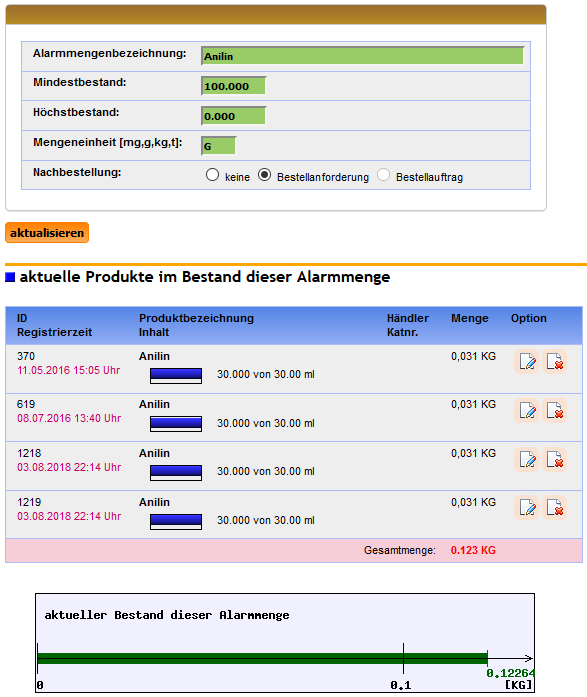 Alarmmengenbezeichnung: Anilin
Mindestbestand: 100.000
Höchstbestand: 0.000
Mengeneinheit [mg,g,kg,t]: G
Nachbestellung: keine Bestellanforderung Bestellauftrag
aktualisieren
aktuelle Produkte im Bestand dieser Alarmmenge
ID Produktbezeichnung Händler Menge Option
Registrierzeit Inhalt Katnr.
370 Anilin 0,031 KG
11.05.2016 15:05 Uhr 30.000 von 30.00 ml
619 Anilin 0,031 KG
08.07.2016 13:40 Uhr 30.000 von 30.00 ml
1218 Anilin 0,031 KG
03.08.2018 22:14 Uhr 30.000 von 30.00 ml
1219 Anilin 0,031 KG
03.08.2018 22:14 Uhr 30.000 von 30.00 ml
Gesamtmenge: 0.123 KG
aktueller Bestand dieser Alarmmenge
0.12264
0 0.1 [KG]